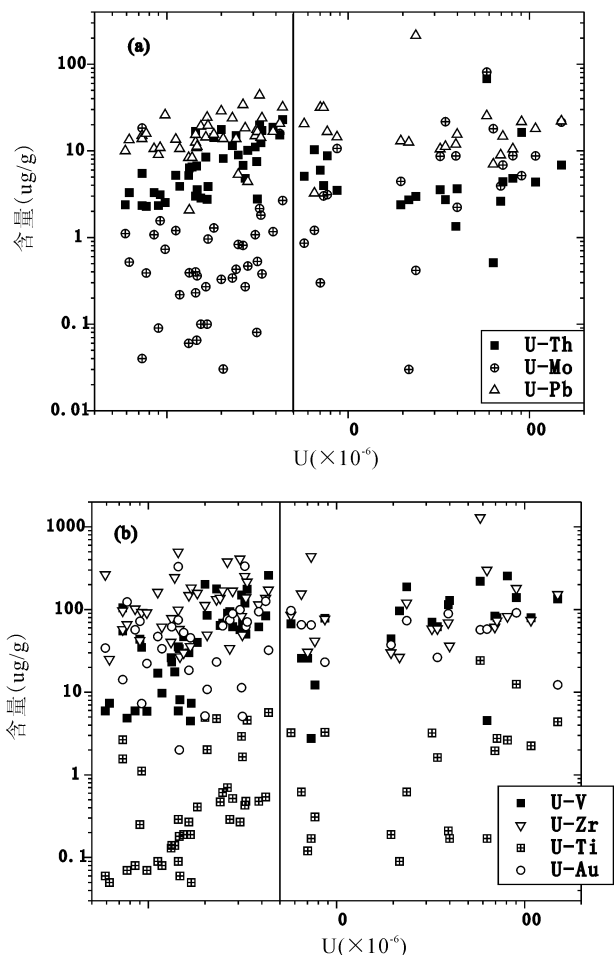 (a)
含量(ug/g)
100
10
1
0.1
0.01
U-Th
U-Mo
U-Pb
0
00
U(×10-6)
(b)
含量(ug/g)
1000
100
10
1
0.1
U-V
U-Zr
U-Ti
U-Au
0
00
U(×10-6)